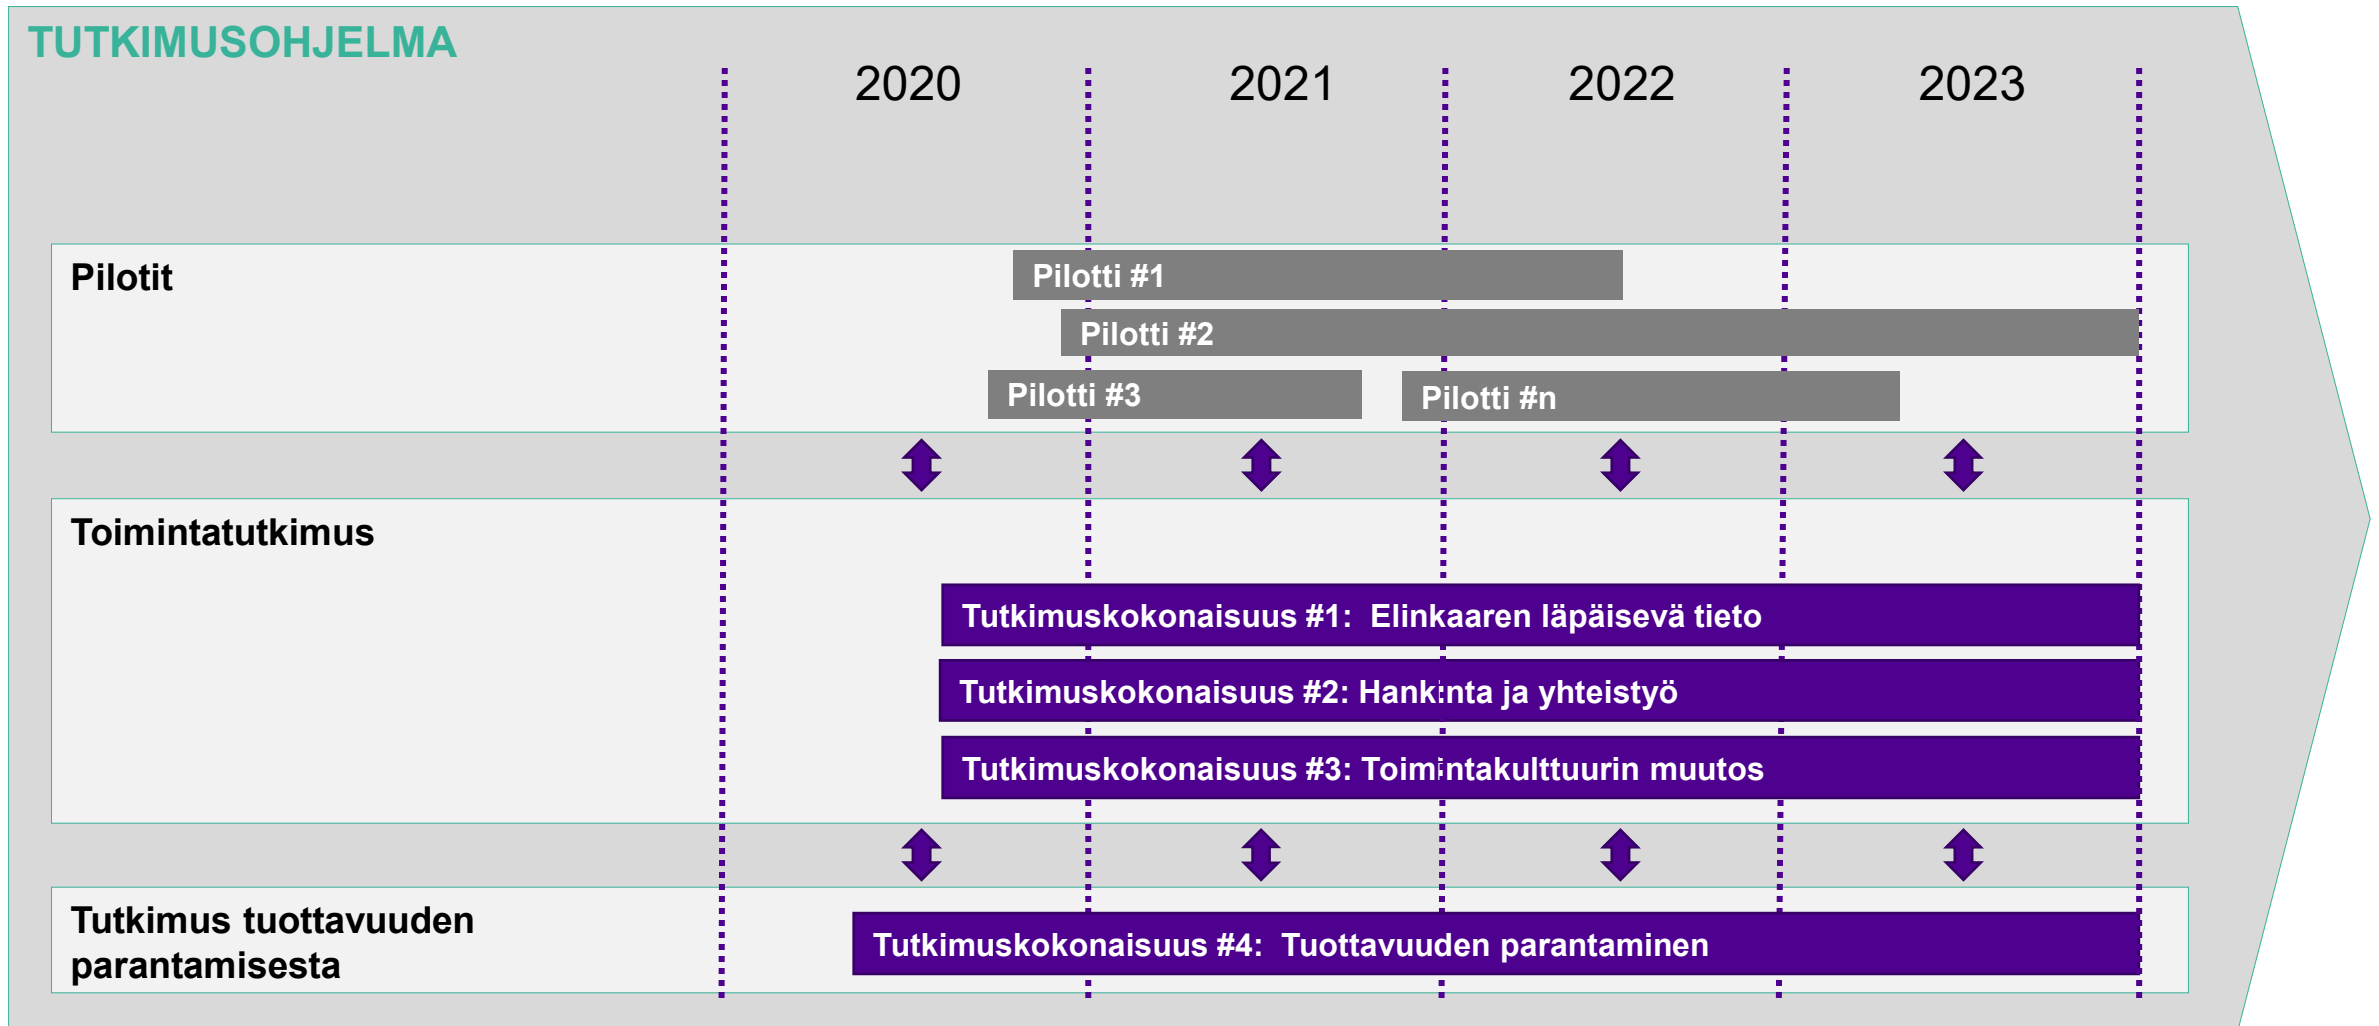 TUTKIMUSOHJELMA
2020 2021 2022 2023
Pilotit
Pilotti #1
Pilotti #2
Pilotti #3 Pilotti #n
Toimintatutkimus
Tutkimuskokonaisuus #1: Elinkaaren läpäisevä tieto
Tutkimuskokonaisuus #2: Hankinta ja yhteistyö
Tutkimuskokonaisuus #3: Toimintakulttuurin muutos
Tutkimus tuottavuuden
parantamisesta
Tutkimuskokonaisuus #4: Tuottavuuden parantaminen